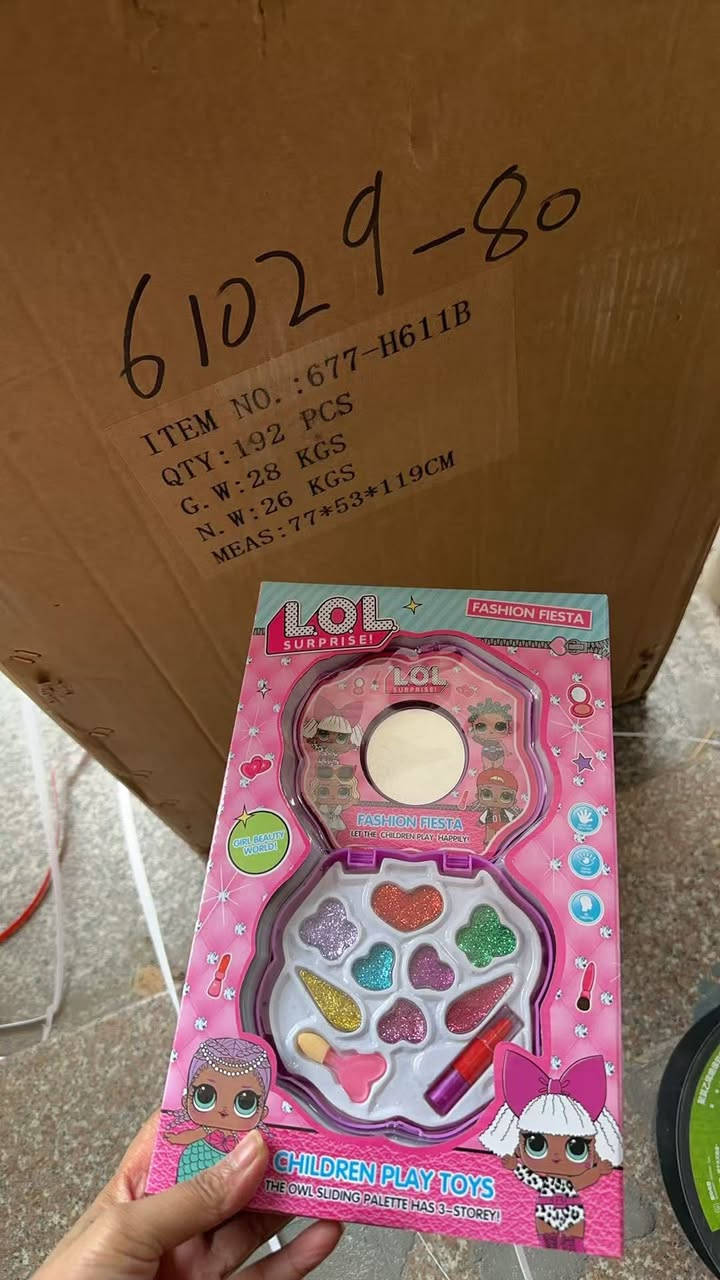 61029-80
ITEM NO.:677-H611B
QTY:192 PCS
G.W:28 KGS
N.W:26 KGS
MEAS:77*53*119CM
L.O.L.
SURPRISE!
FASHION FIESTA
L.O.L.
SURPRISE!
FASHION FIESTA
LET THE CHILDREN PLAY HAPPILY!
GIRL BEAUTY
WORLD!
CHILDREN PLAY TOYS
THE OWL SLIDING PALETTE HAS 3-STOREY!